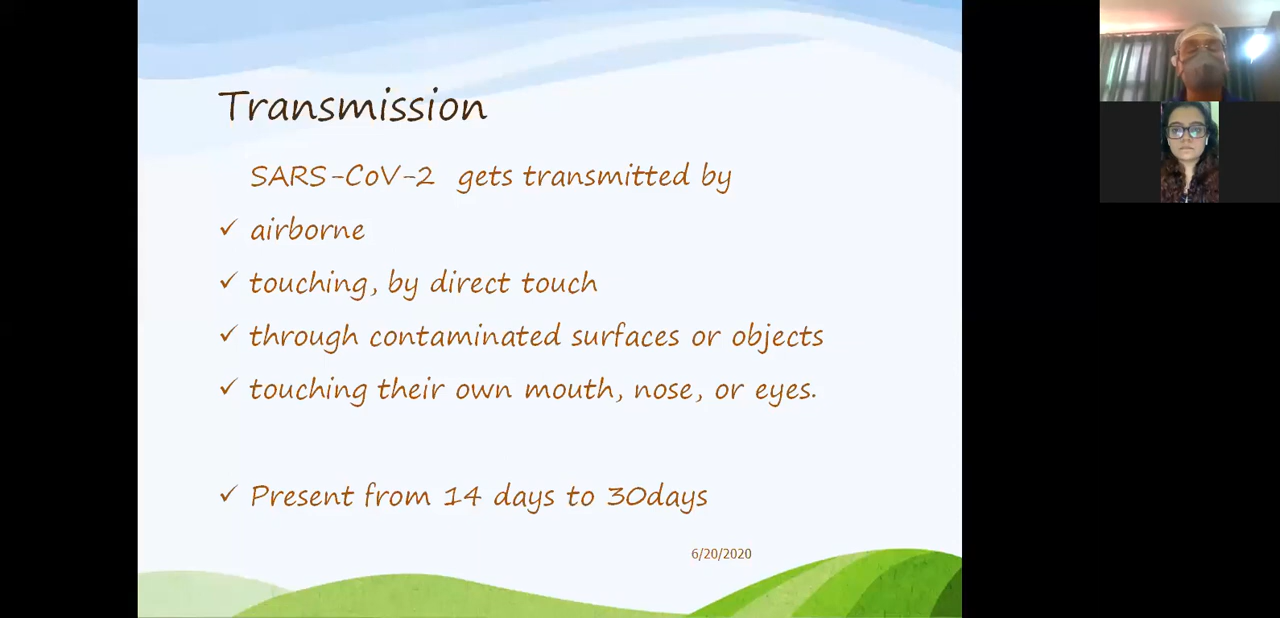 Transmission
SARS-CoV-2 gets transmitted by
✓ airborne
✓ touching, by direct touch
✓ through contaminated surfaces or objects
✓ touching their own mouth, nose, or eyes.
✓ Present from 14 days to 30days
6/20/2020